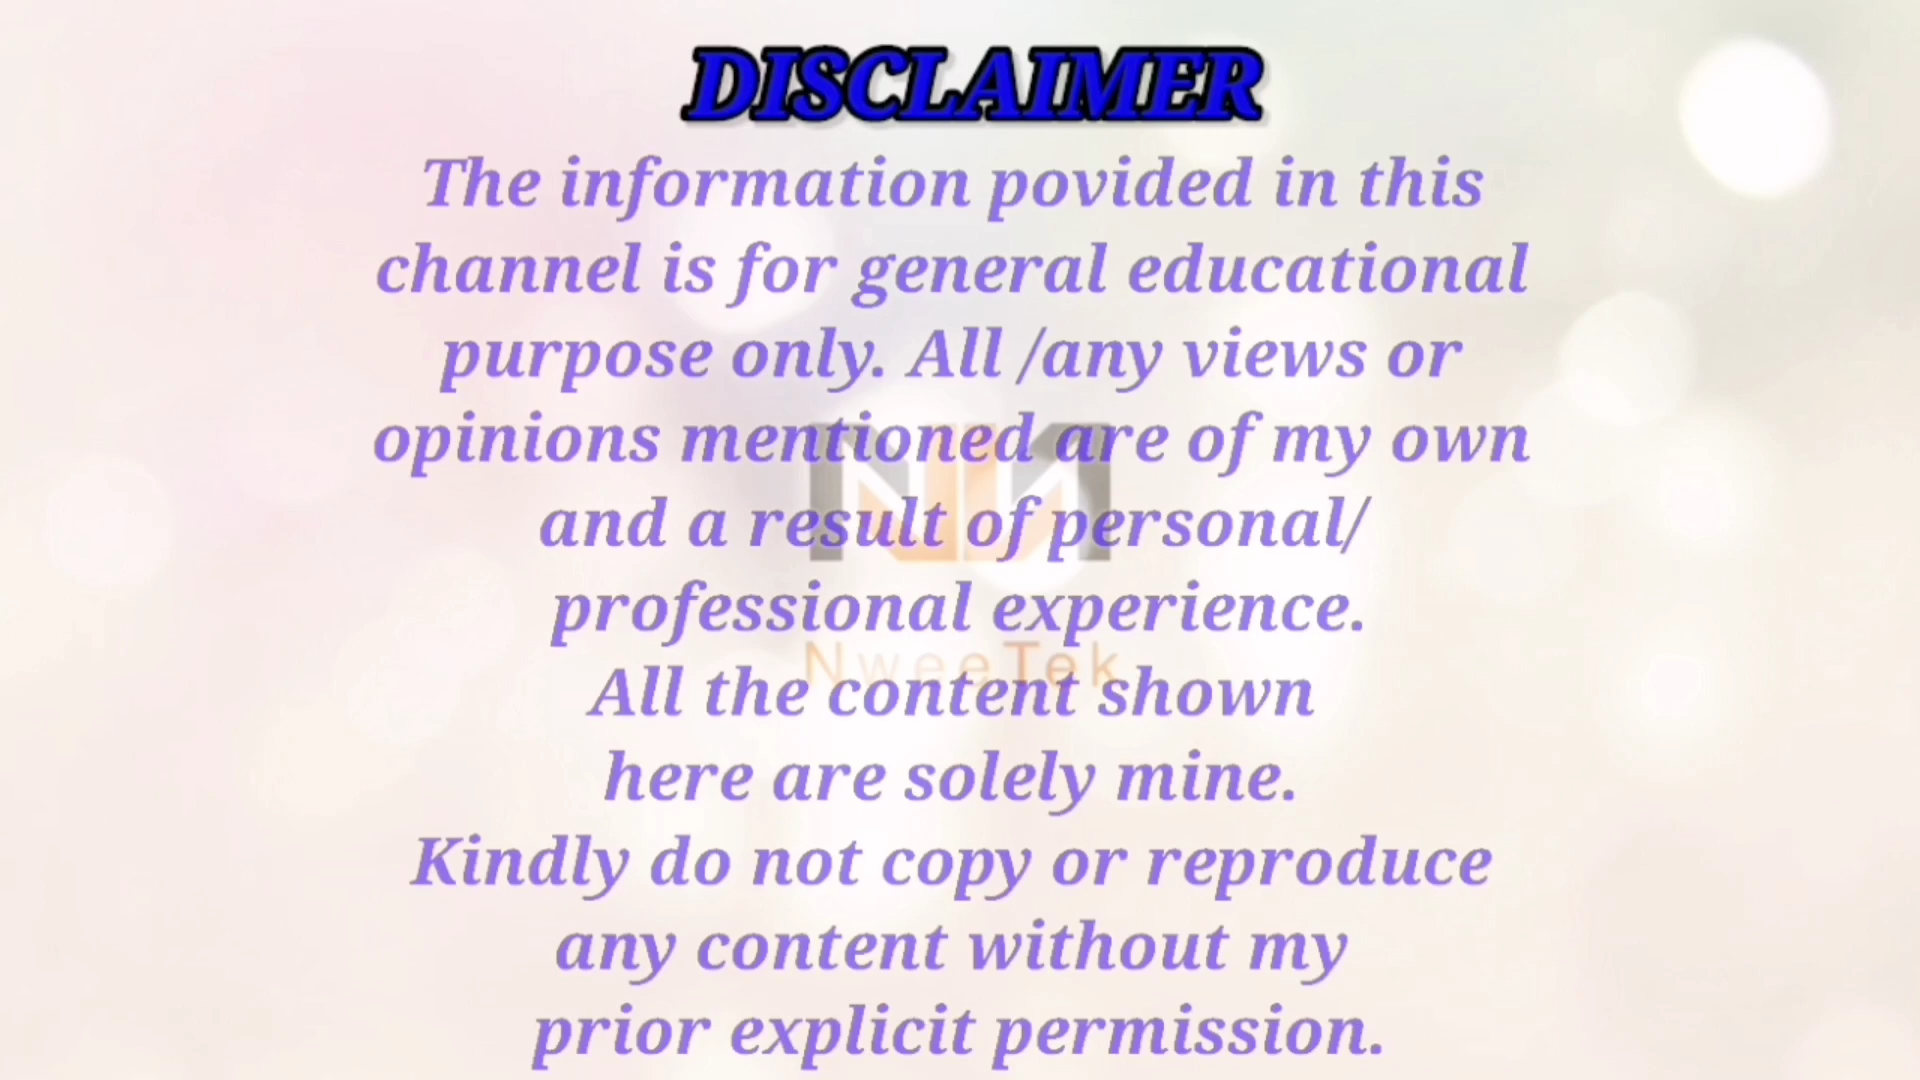 DISCLAIMER
The information povided in this
channel is for general educational
purpose only. All /any views or
opinions mentioned are of my own
and a result of personal/
professional experience.
NweeTek
All the content shown
here are solely mine.
Kindly do not copy or reproduce
any content without my
prior explicit permission.